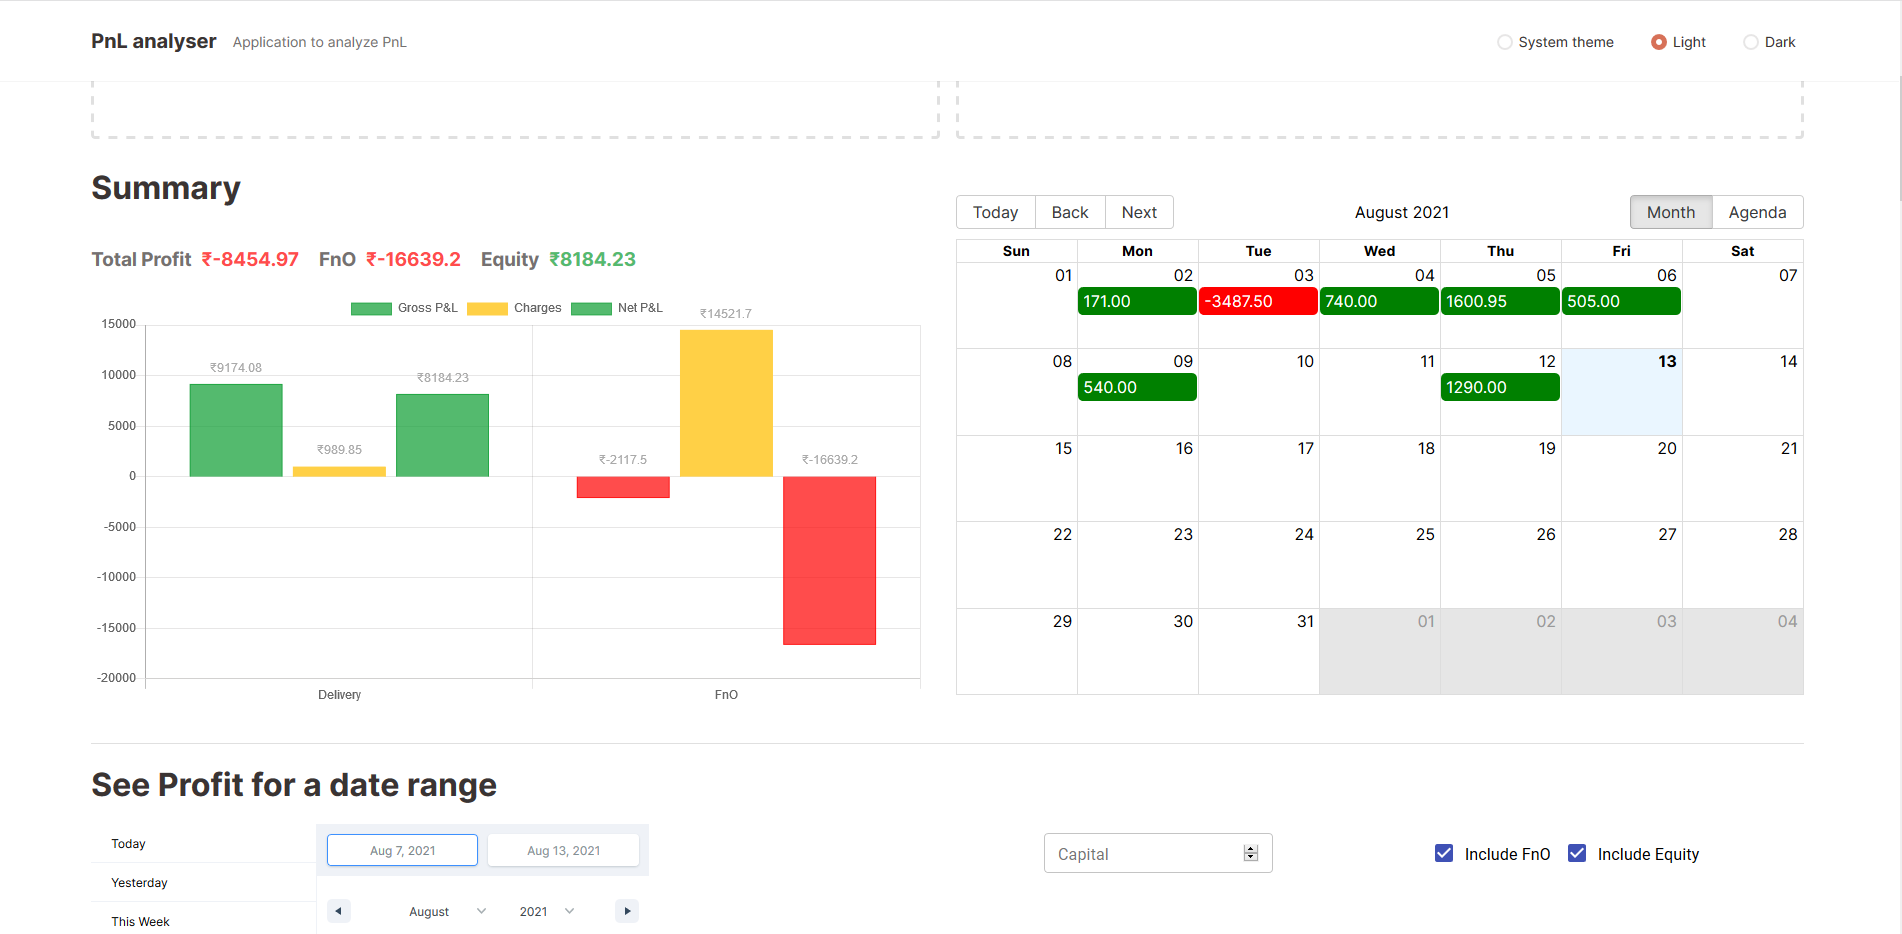 PnL analyser Application to analyze PnL System theme Light Dark
Summary
Total Profit ₹-8454.97 FnO ₹-16639.2 Equity ₹8184.23
Gross P&L Charges Net P&L
15000
10000
5000
0
-5000
-10000
-15000
-20000
₹9174.08
₹989.85
₹8184.23
₹-2117.5
₹14521.7
₹-16639.2
Delivery FnO
Today Back Next August 2021 Month Agenda
Sun Mon Tue Wed Thu Fri Sat
01 02 03 04 05 06 07
171.00 -3487.50 740.00 1600.95 505.00
08 09 10 11 12 13 14
540.00 1290.00
15 16 17 18 19 20 21
22 23 24 25 26 27 28
29 30 31 01 02 03 04
See Profit for a date range
Today
Yesterday
This Week
Aug 7, 2021 Aug 13, 2021
August 2021
Capital
Include FnO Include Equity